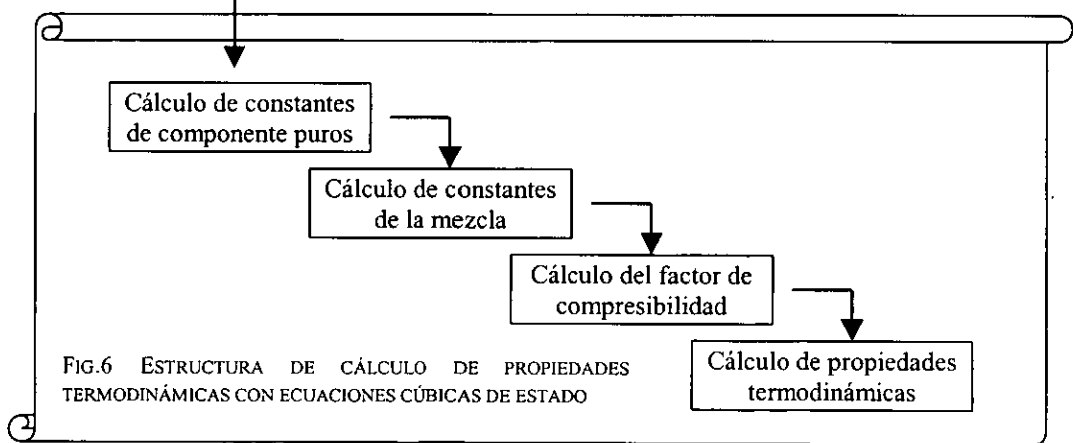 Cálculo de constantes
de componente puros
Cálculo de constantes
de la mezcla
Cálculo del factor de
compresibilidad
Cálculo de propiedades
termodinámicas
FIG.6 ESTRUCTURA DE CÁLCULO DE PROPIEDADES
TERMODINÁMICAS CON ECUACIONES CÚBICAS DE ESTADO